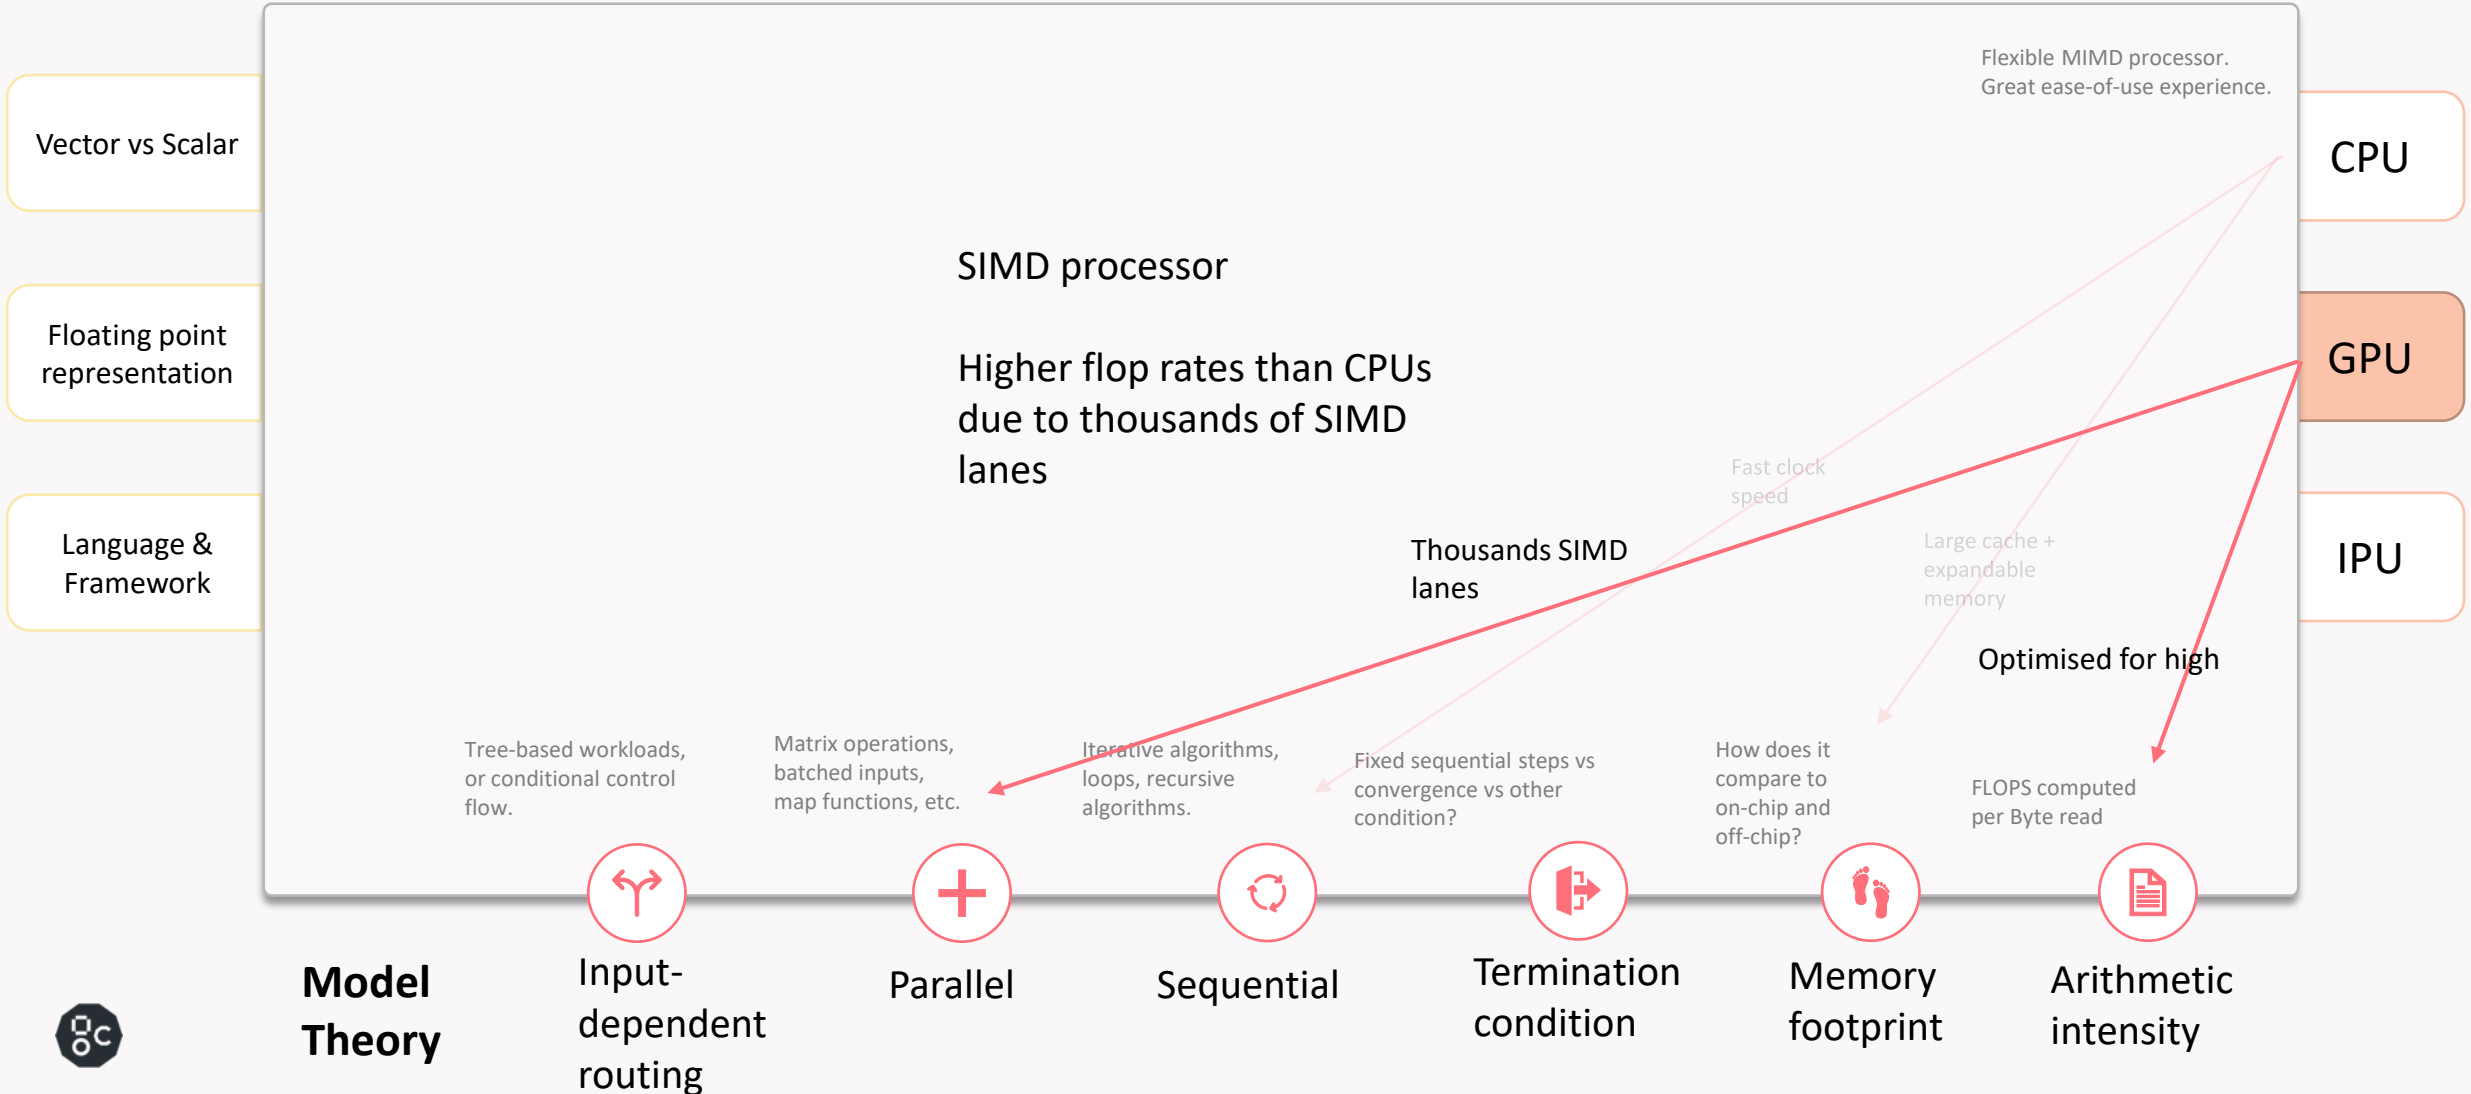 Flexible MIMD processor.
Great ease-of-use experience.
Vector vs Scalar
CPU
SIMD processor
Floating point
representation
GPU
Higher flop rates than CPUs
due to thousands of SIMD
lanes
Fast clock
speed
Language &
Framework
Thousands SIMD
lanes
Large cache +
expandable
memory
IPU
Optimised for high
Tree-based workloads,
or conditional control
flow.
Matrix operations,
batched inputs,
map functions, etc.
Iterative algorithms,
loops, recursive
algorithms.
Fixed sequential steps vs
convergence vs other
condition?
How does it
compare to
on-chip and
off-chip?
FLOPS computed
per Byte read
Model
Theory
Input-
dependent
routing
Parallel
Sequential
Termination
condition
Memory
footprint
Arithmetic
intensity
gc